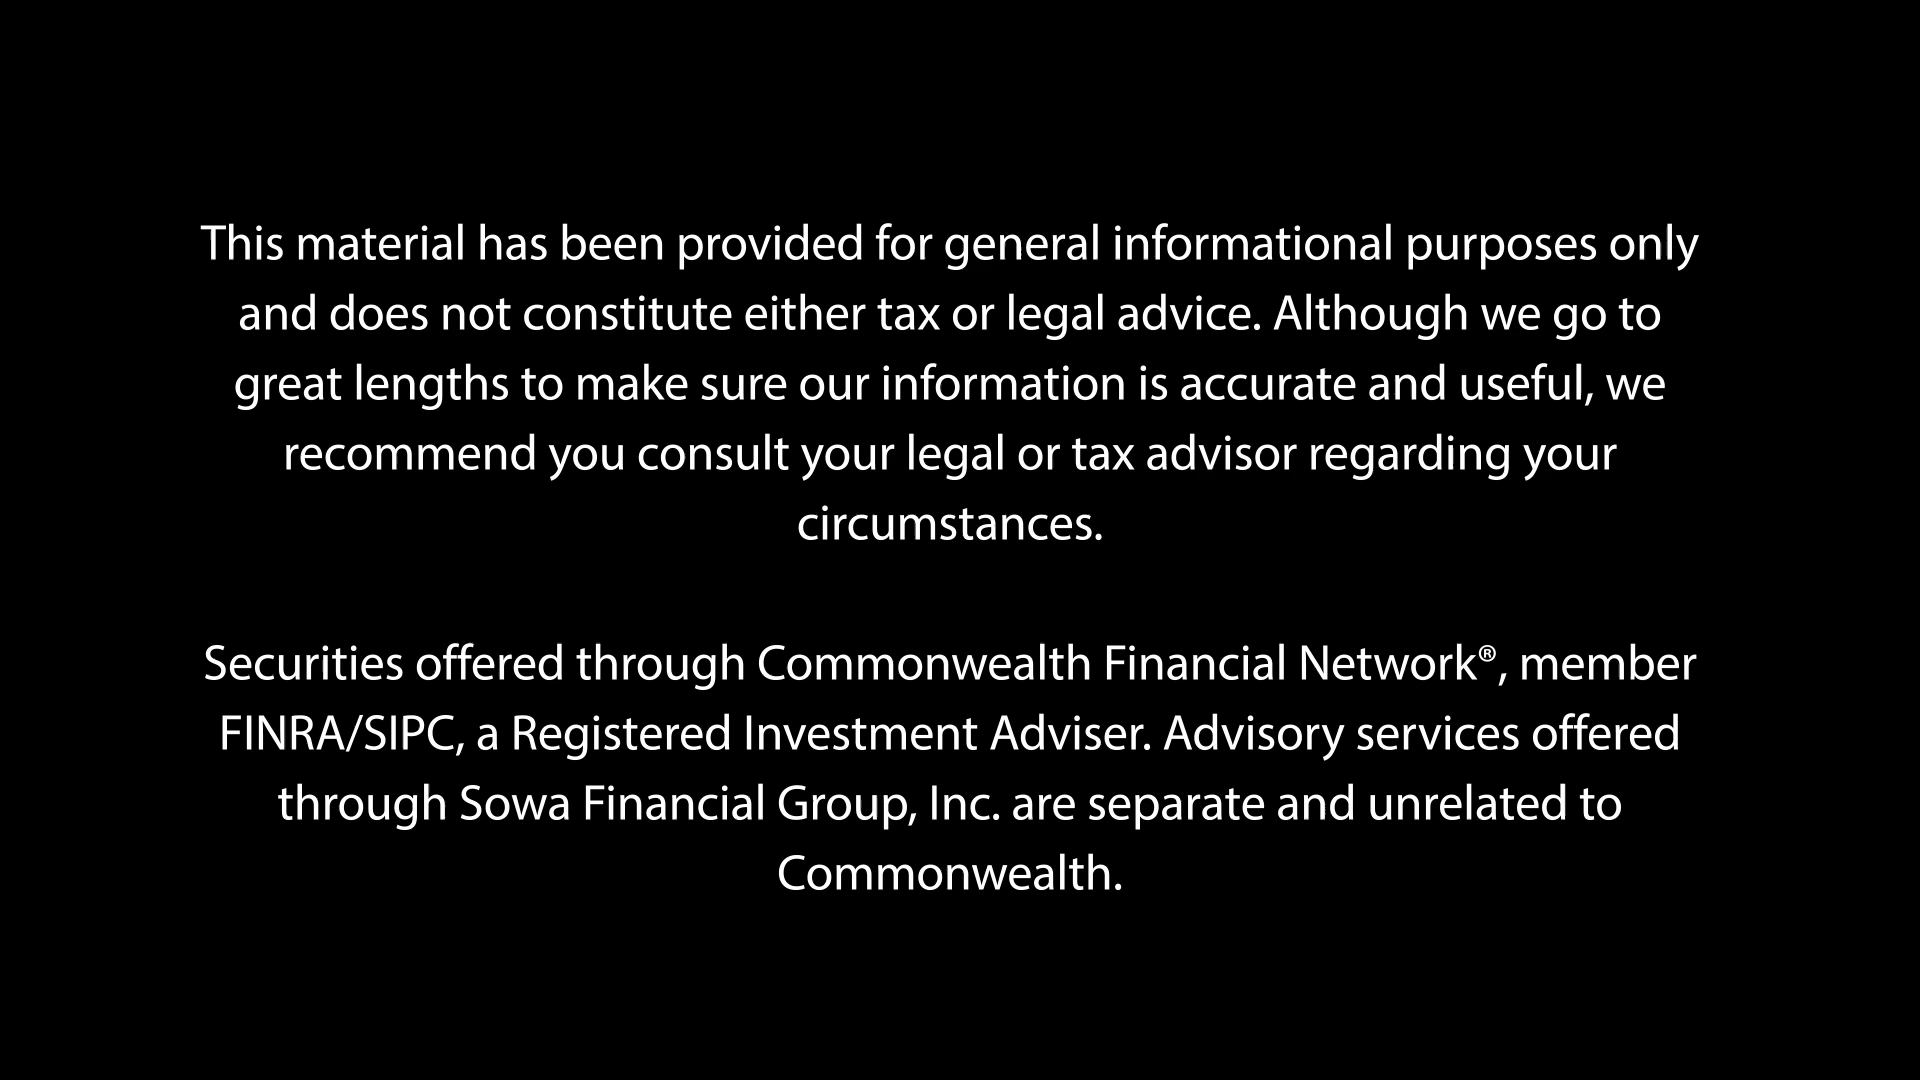 This material has been provided for general informational purposes only
and does not constitute either tax or legal advice. Although we go to
great lengths to make sure our information is accurate and useful, we
recommend you consult your legal or tax advisor regarding your
circumstances.
Securities offered through Commonwealth Financial Network®, member
FINRA/SIPC, a Registered Investment Adviser. Advisory services offered
through Sowa Financial Group, Inc. are separate and unrelated to
Commonwealth.